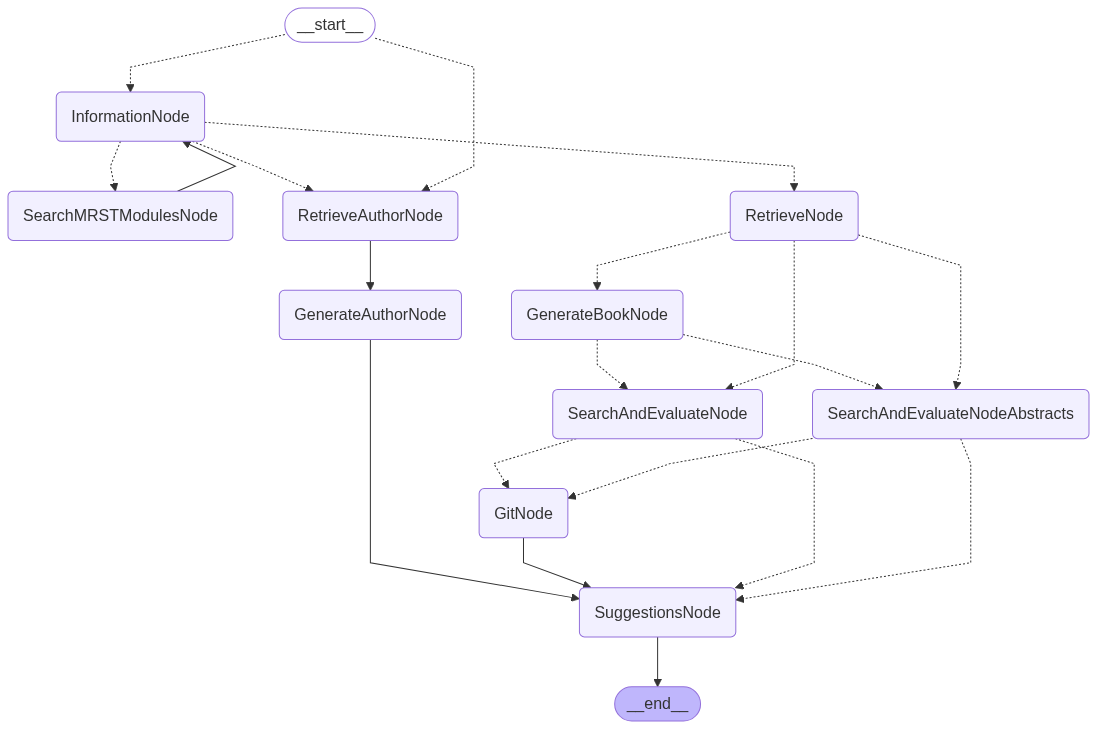 __start__
InformationNode
SearchMRSTModulesNode
RetrieveAuthorNode
RetrieveNode
GenerateAuthorNode
GenerateBookNode
SearchAndEvaluateNode
SearchAndEvaluateNodeAbstracts
GitNode
SuggestionsNode
__end__